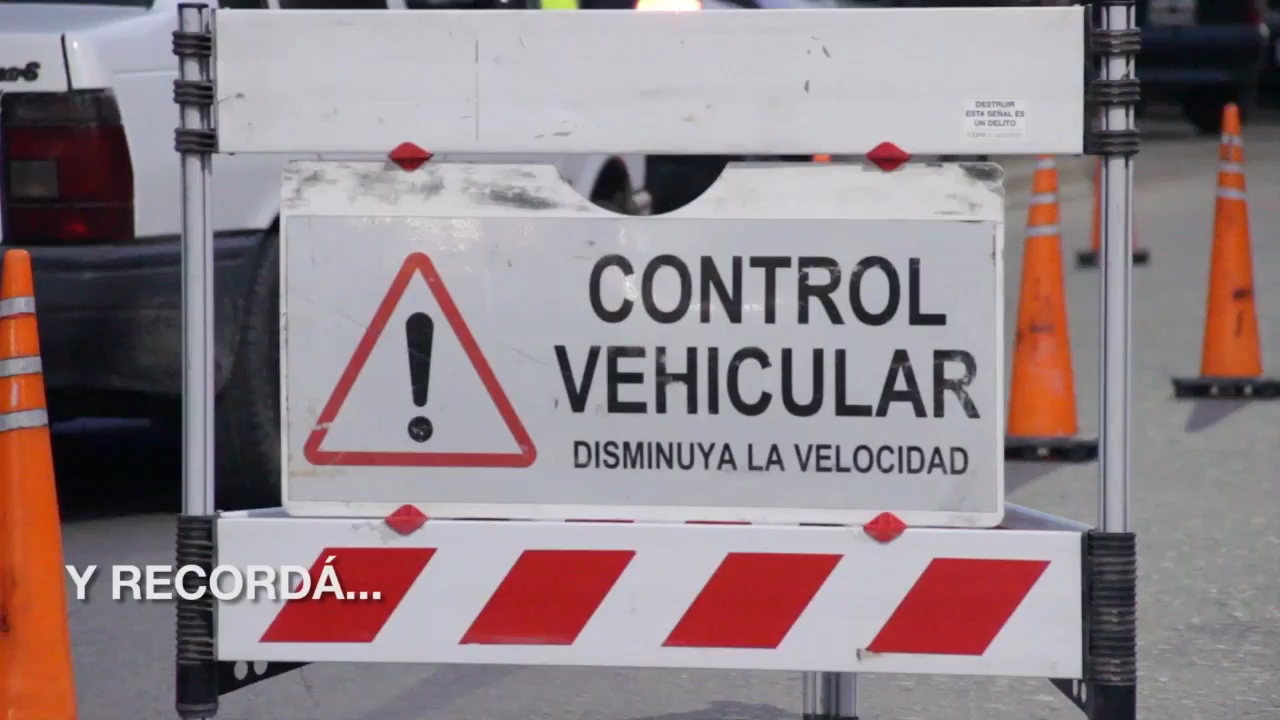 DESTRUIR
ESTA SEÑAL ES
UN DELITO
CONTROL
VEHICULAR
DISMINUYA LA VELOCIDAD
Y RECORDÁ...